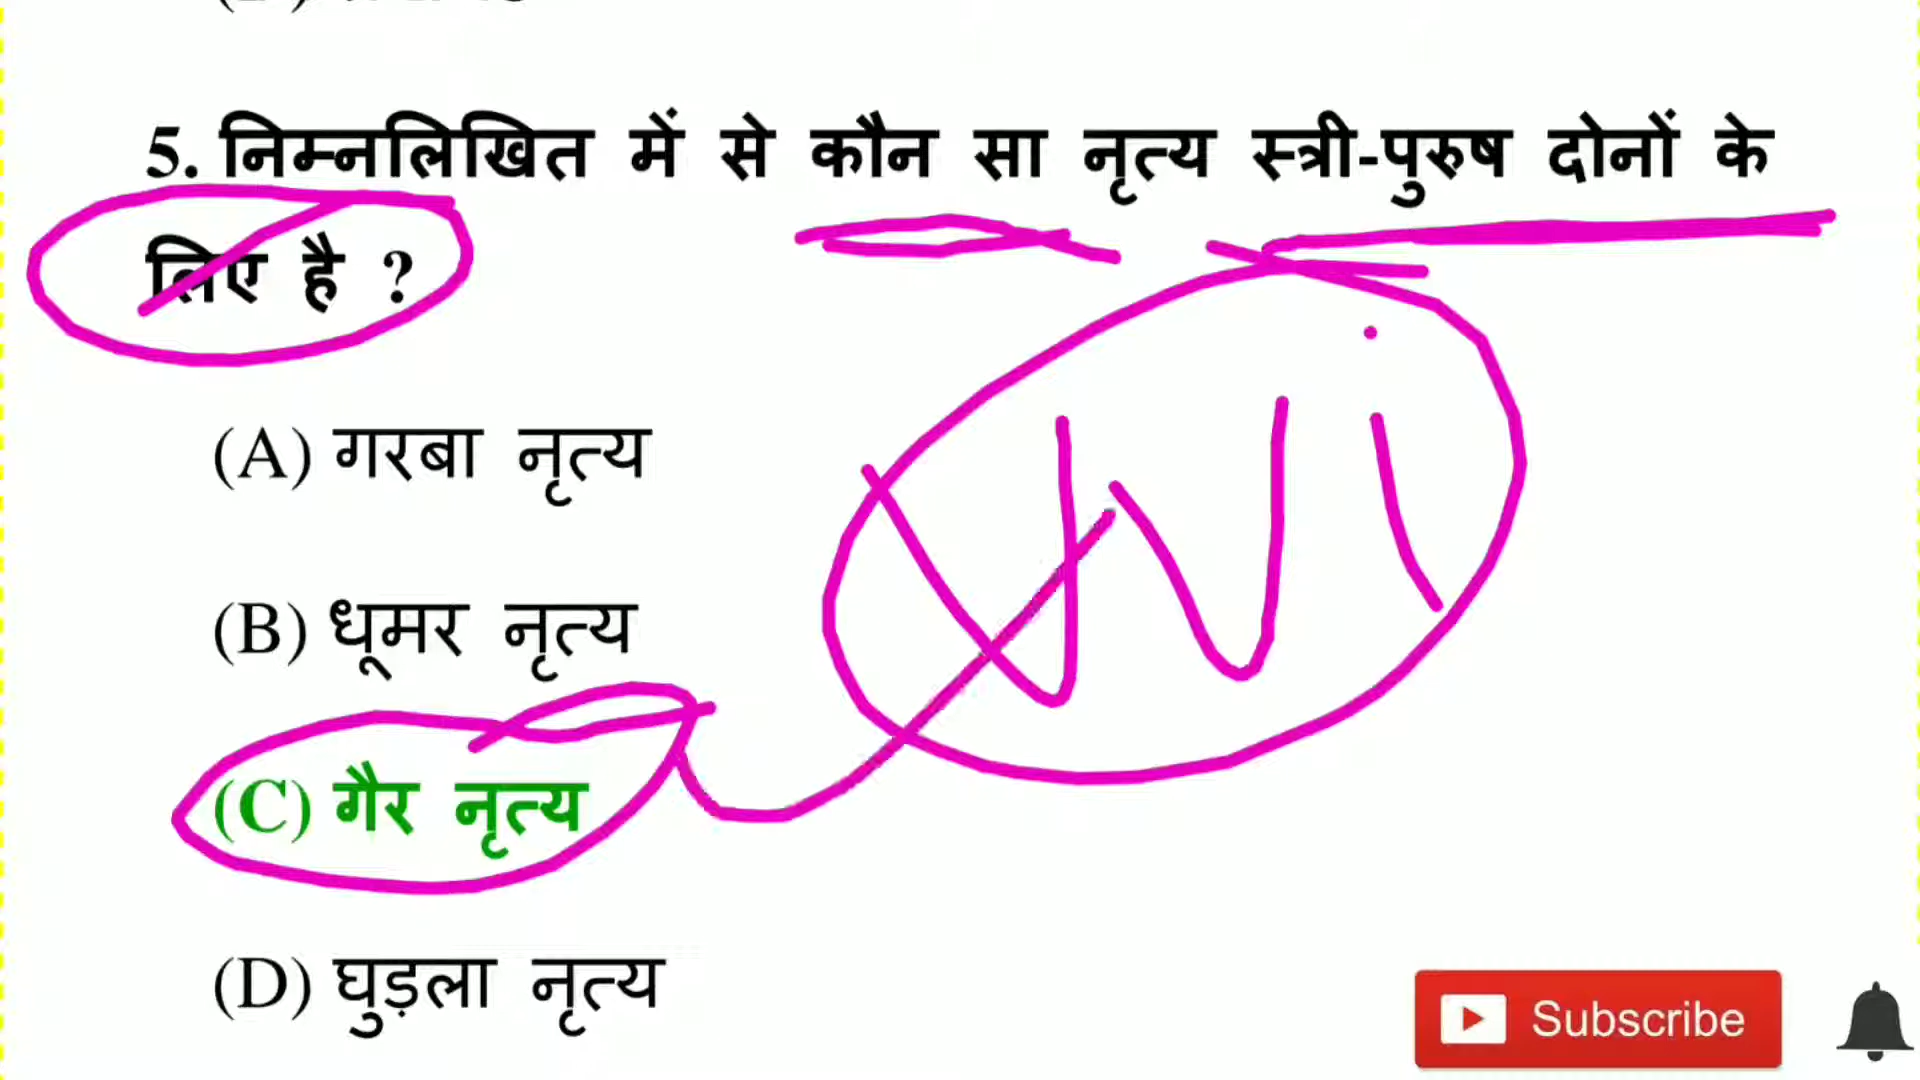 5. निम्नलिखित में से कौन सा नृत्य स्त्री-पुरुष दोनों के
लिए है ?
(A) गरबा नृत्य
(B) धूमर नृत्य
(C) गैर नृत्य
(D) घुड़ला नृत्य
Subscribe